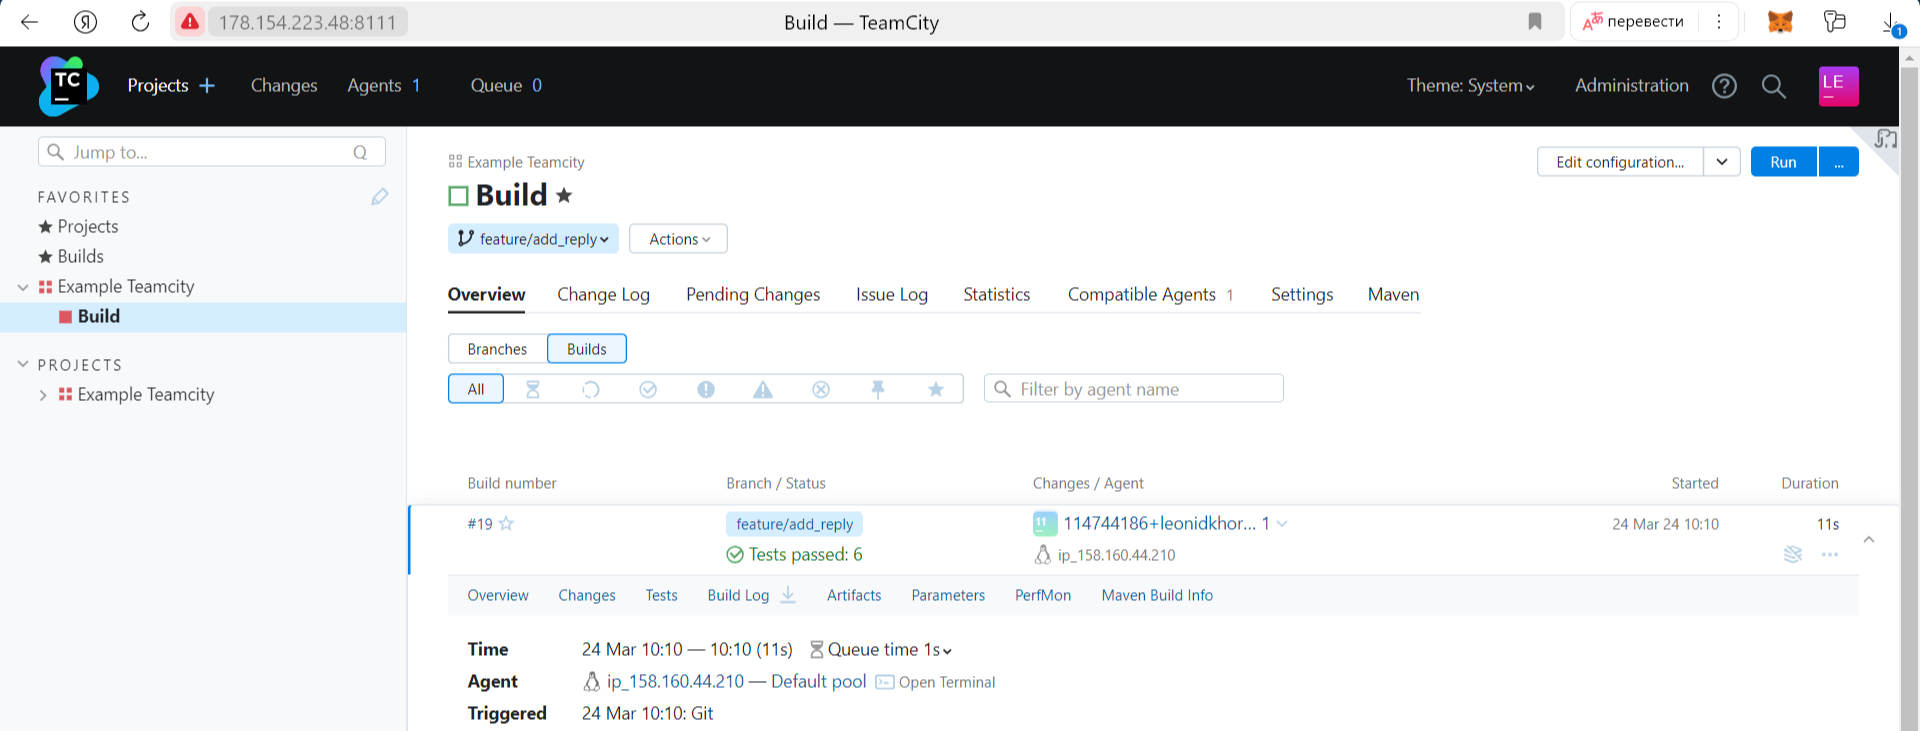 178.154.223.48:8111
Build — TeamCity
перевести
1
TC
Projects
Changes
Agents 1
Queue 0
Theme: System
Administration
LE
Jump to...
Q
FAVORITES
Projects
Builds
Example Teamcity
Build
PROJECTS
Example Teamcity
Example Teamcity
Build
Edit configuration...
Run
...
feature/add_reply
Actions
Overview
Change Log
Pending Changes
Issue Log
Statistics
Compatible Agents 1
Settings
Maven
Branches
Builds
All
Filter by agent name
Build number
Branch / Status
Changes / Agent
Started
Duration
#19
feature/add_reply
11
114744186+leonidkhor... 1
24 Mar 24 10:10
11s
Tests passed: 6
ip_158.160.44.210
Overview
Changes
Tests
Build Log
Artifacts
Parameters
PerfMon
Maven Build Info
Time 24 Mar 10:10 — 10:10 (11s) Queue time 1s
Agent ip_158.160.44.210 — Default pool Open Terminal
Triggered 24 Mar 10:10: Git